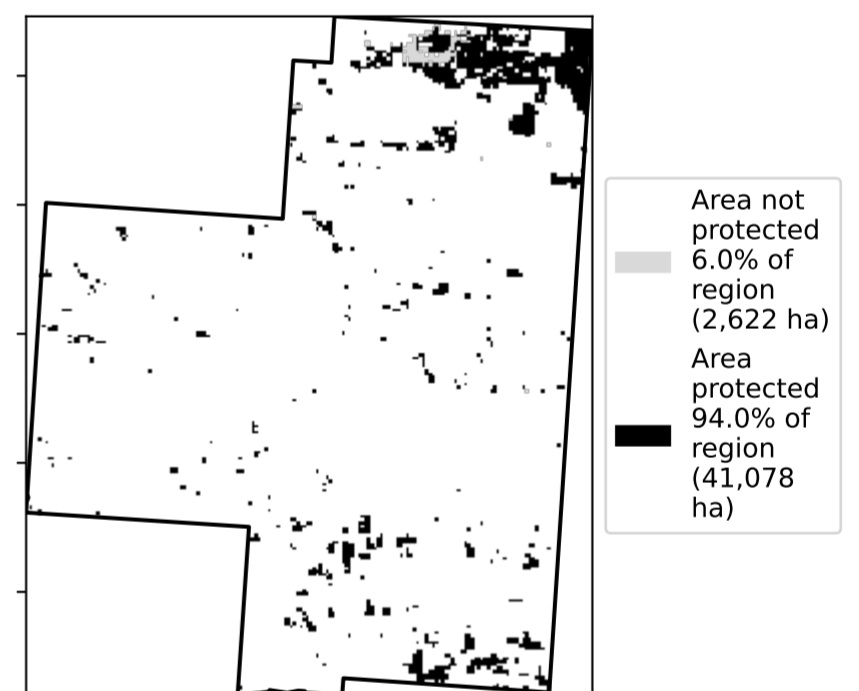 Area not
protected
6.0% of
region
(2,622 ha)
Area
protected
94.0% of
region
(41,078
ha)